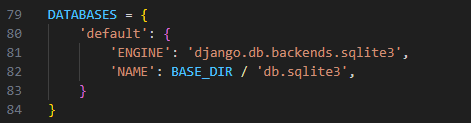 79 DATABASES = {
80     'default': {
81         'ENGINE': 'django.db.backends.sqlite3',
82         'NAME': BASE_DIR / 'db.sqlite3',
83     }
84 }